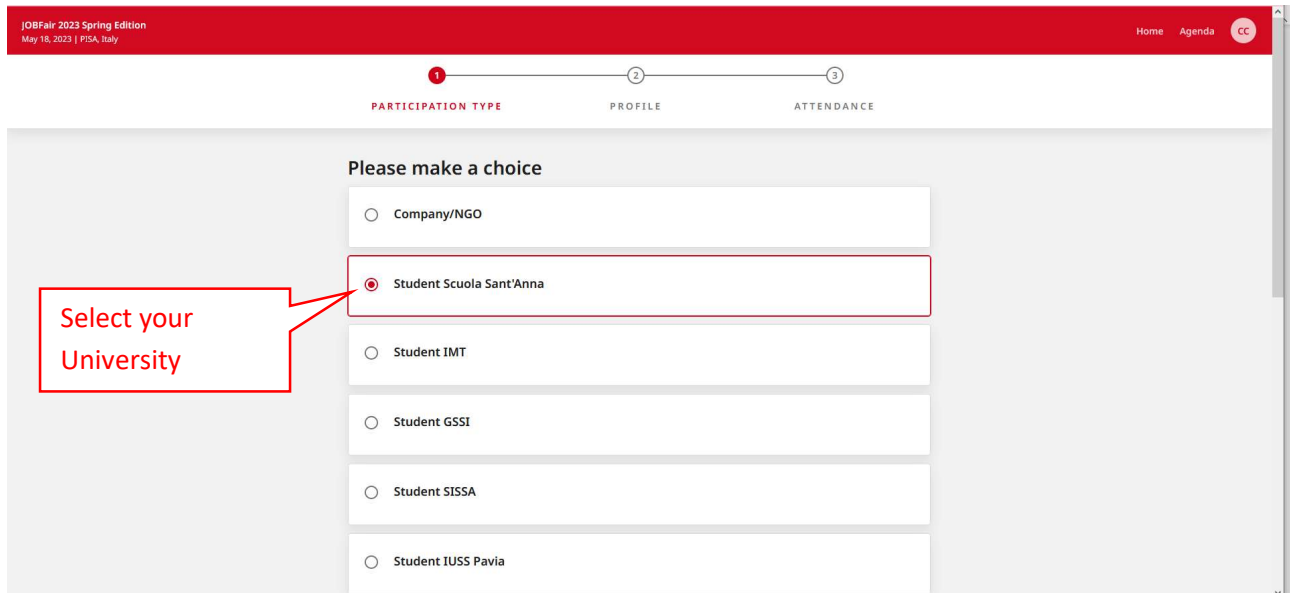 JOBFair 2023 Spring Edition
May 18, 2023 | PISA, Italy
Home Agenda CC
1 2 3
PARTICIPATION TYPE PROFILE ATTENDANCE
Please make a choice
Company/NGO
Student Scuola Sant'Anna
Select your
University
Student IMT
Student GSSI
Student SISSA
Student IUSS Pavia